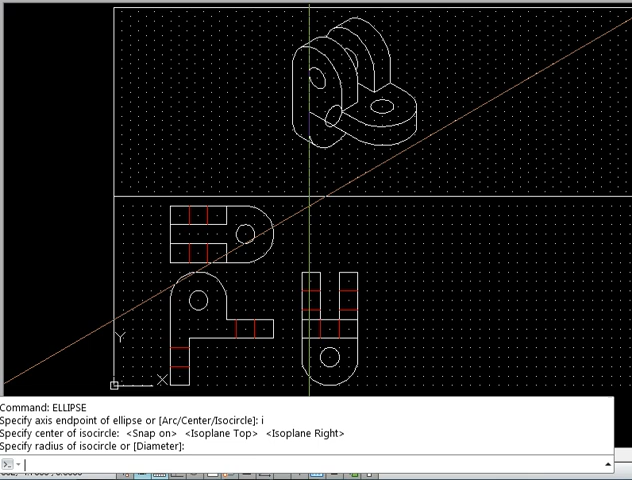 Y
X
Command: ELLIPSE
Specify axis endpoint of ellipse or [Arc/Center/Isocircle]: i
Specify center of isocircle: <Snap on> <Isoplane Top> <Isoplane Right>
Specify radius of isocircle or [Diameter]: